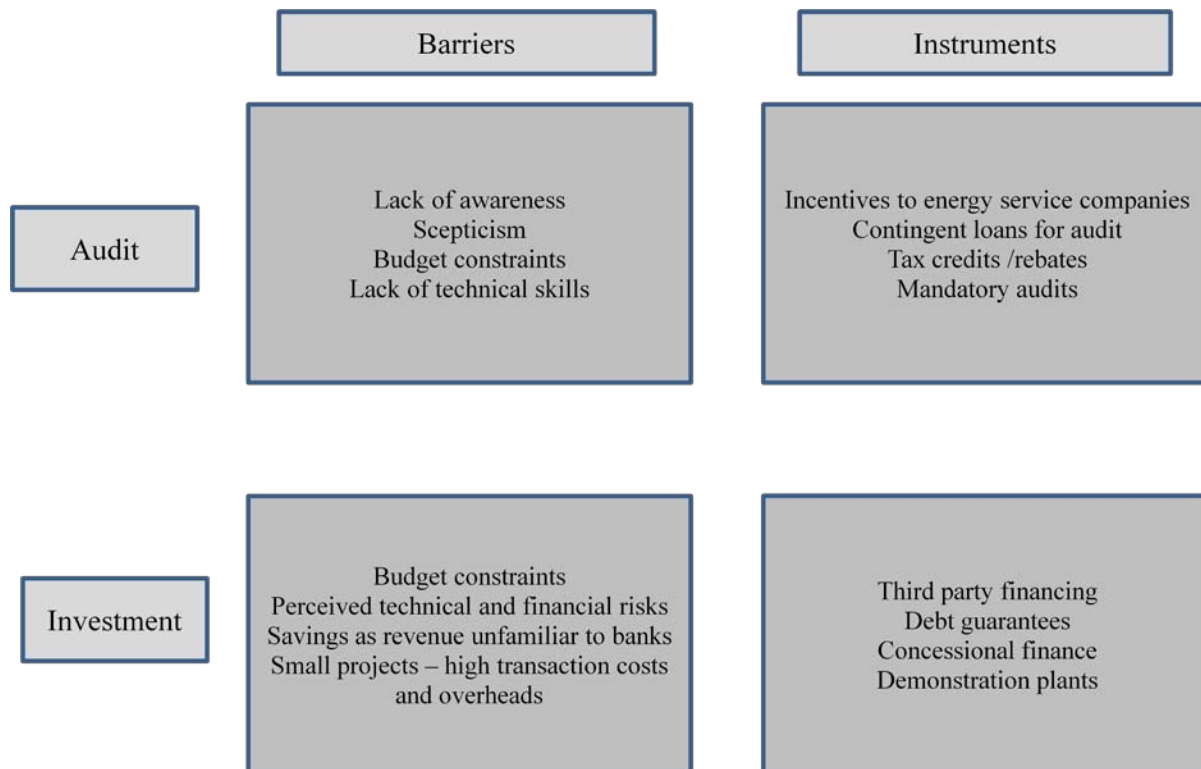 Barriers
Instruments
Audit
Lack of awareness
Scepticism
Budget constraints
Lack of technical skills
Incentives to energy service companies
Contingent loans for audit
Tax credits /rebates
Mandatory audits
Investment
Budget constraints
Perceived technical and financial risks
Savings as revenue unfamiliar to banks
Small projects – high transaction costs
and overheads
Third party financing
Debt guarantees
Concessional finance
Demonstration plants